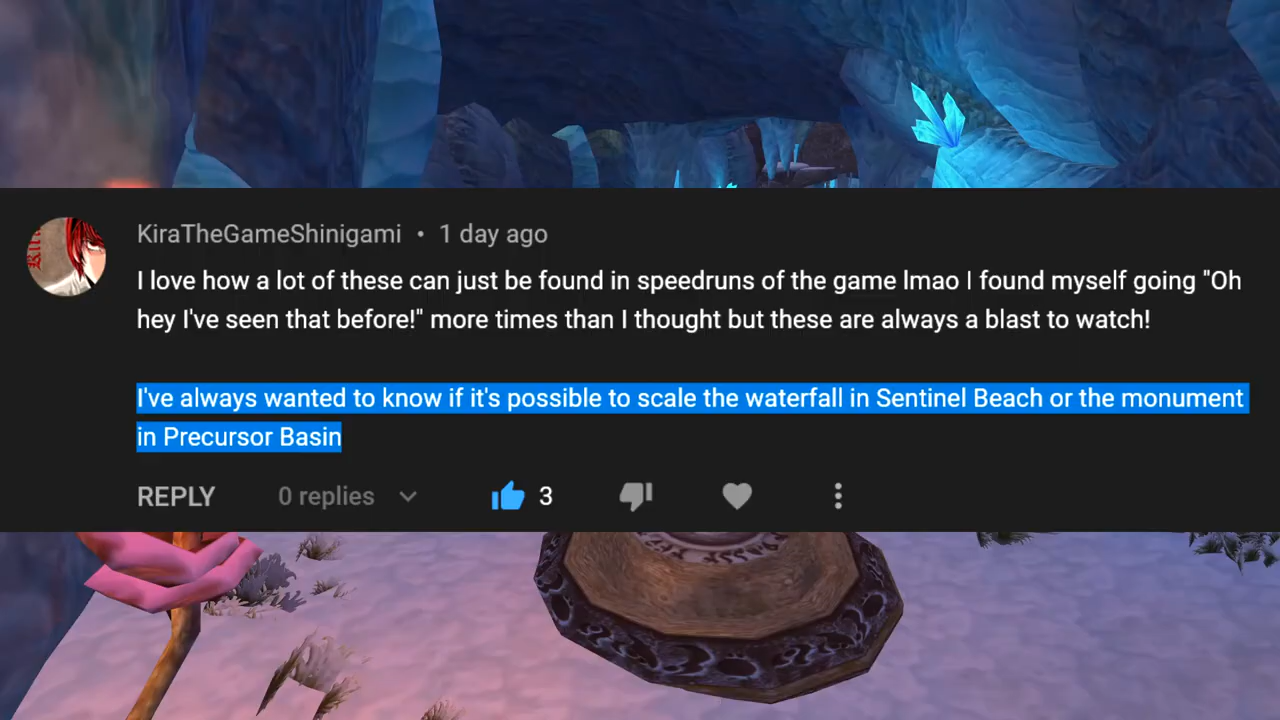 KiraTheGameShinigami • 1 day ago
I love how a lot of these can just be found in speedruns of the game lmao I found myself going "Oh
hey I've seen that before!" more times than I thought but these are always a blast to watch!
I've always wanted to know if it's possible to scale the waterfall in Sentinel Beach or the monument
in Precursor Basin
REPLY 0 replies 3